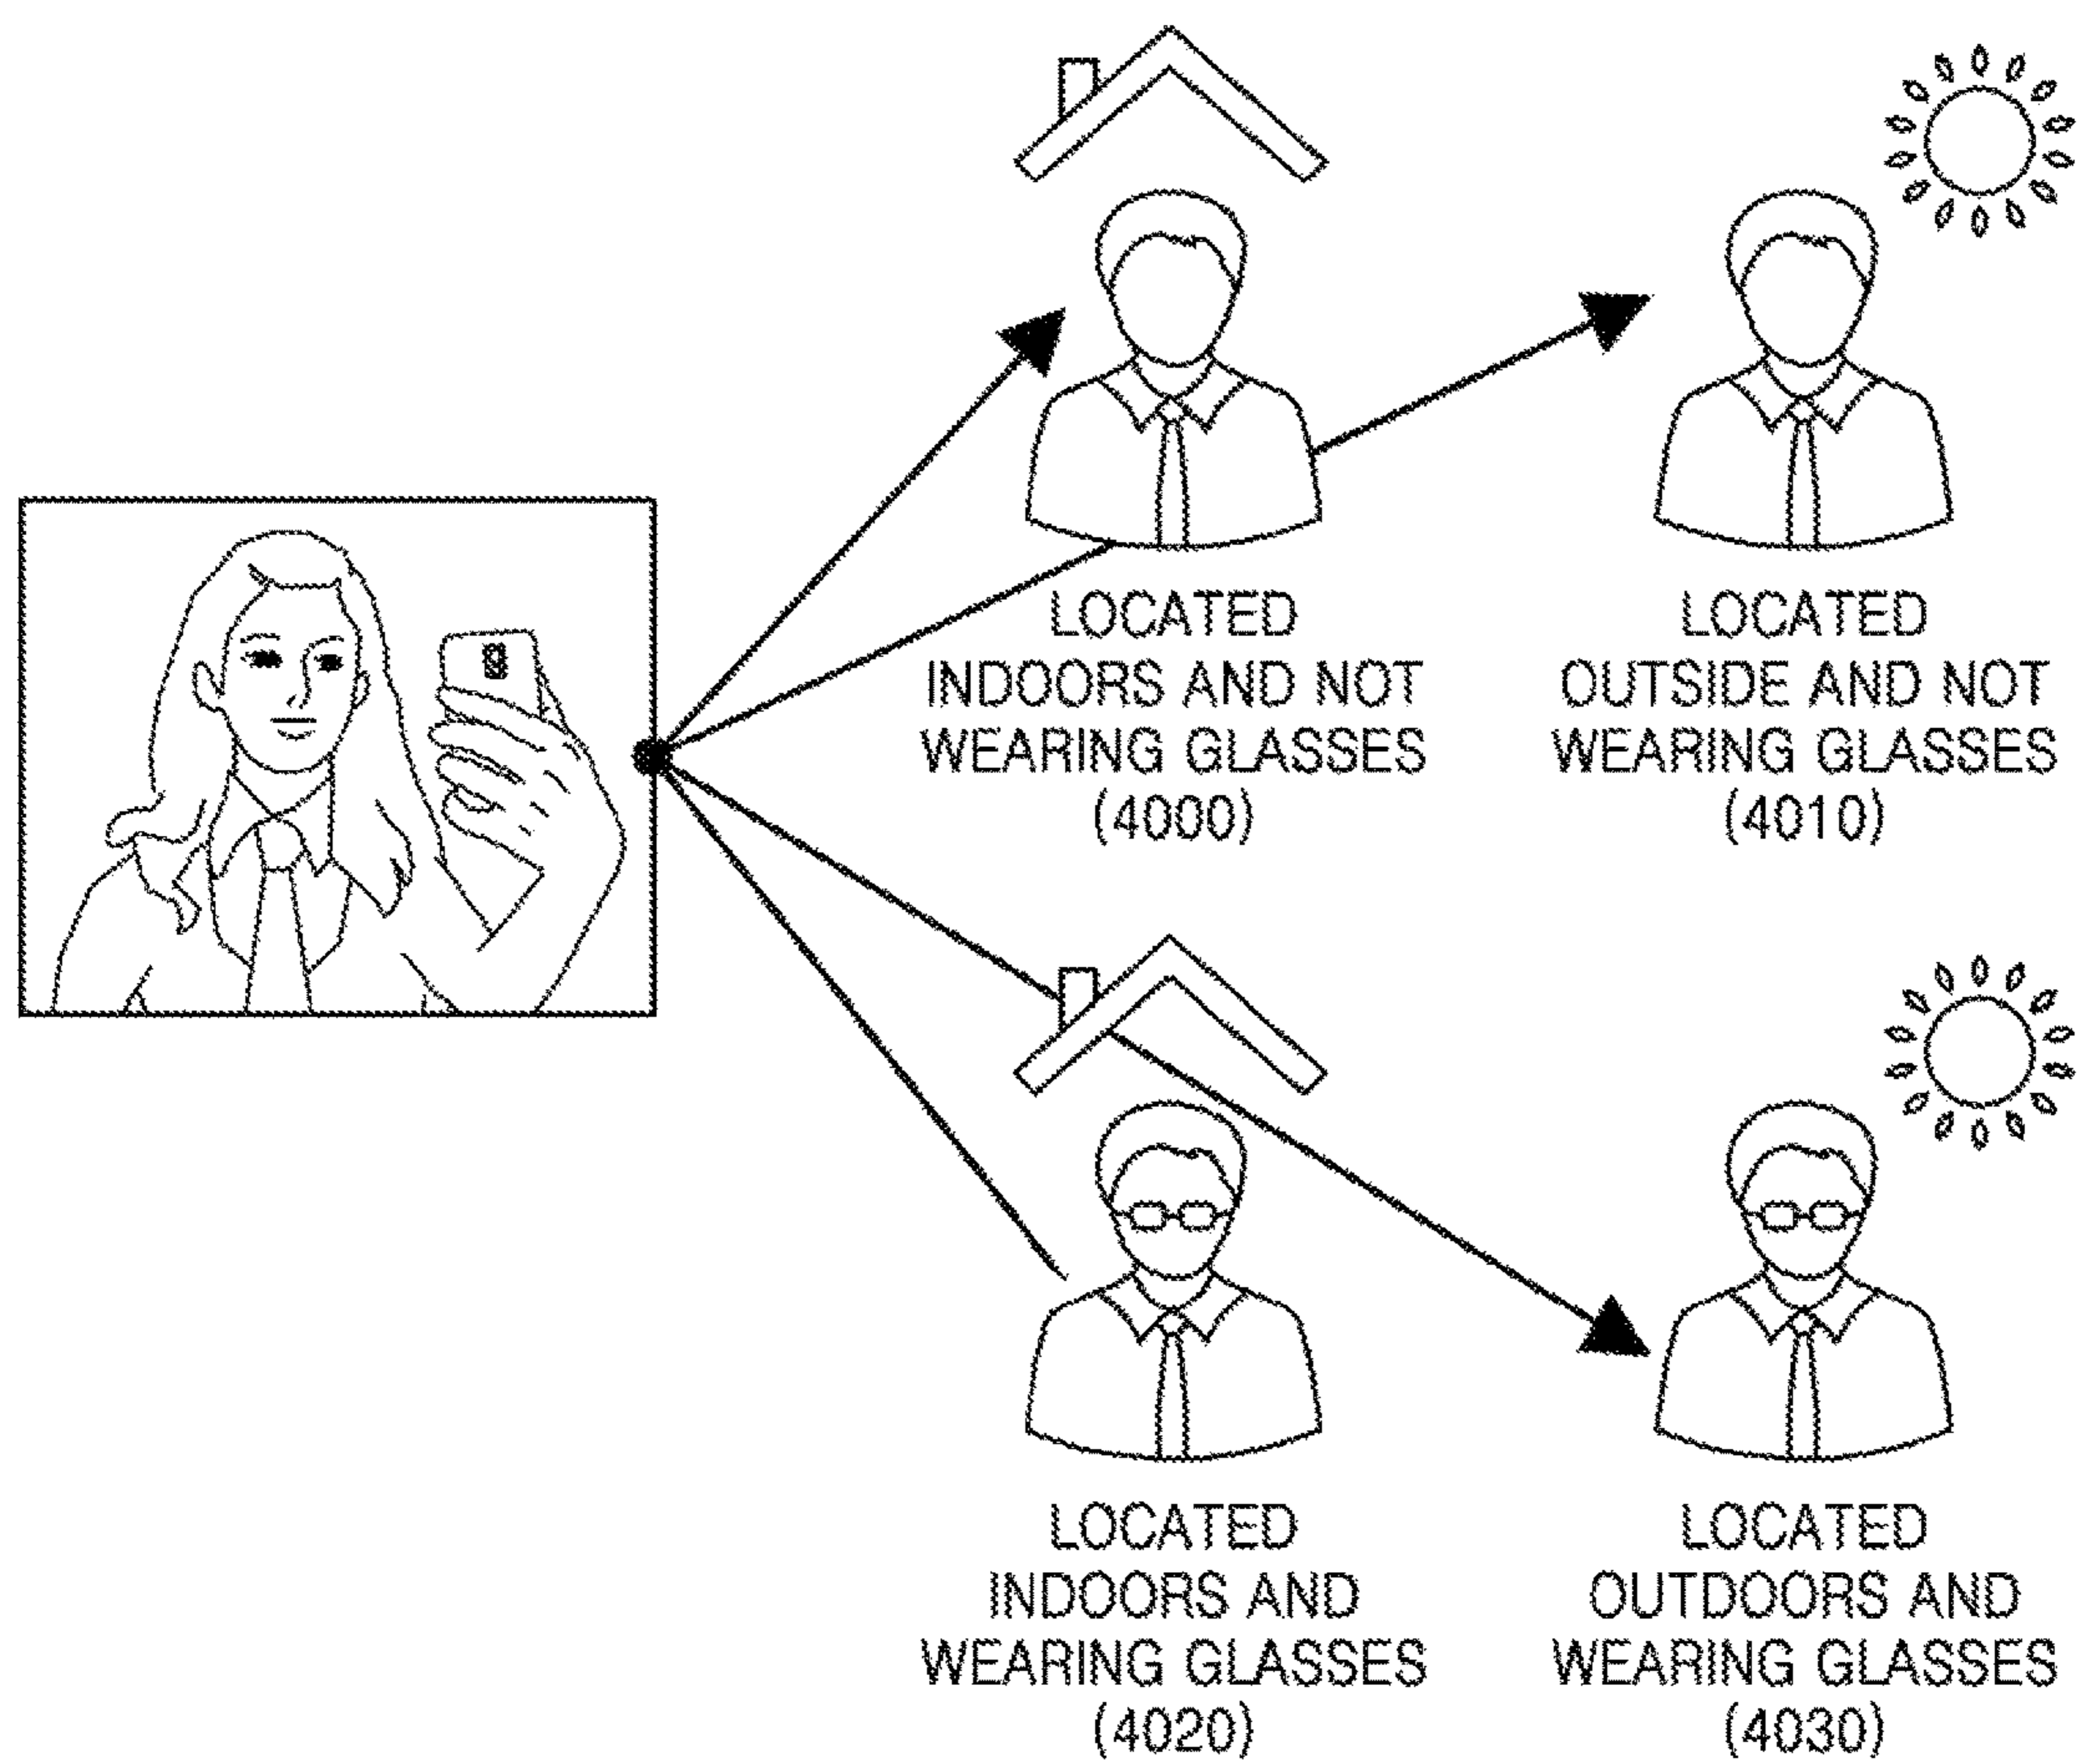 LOCATED
INDOORS AND NOT
WEARING GLASSES
(4000)
LOCATED
OUTSIDE AND NOT
WEARING GLASSES
(4010)
LOCATED
INDOORS AND
WEARING GLASSES
(4020)
LOCATED
OUTDOORS AND
WEARING GLASSES
(4030)